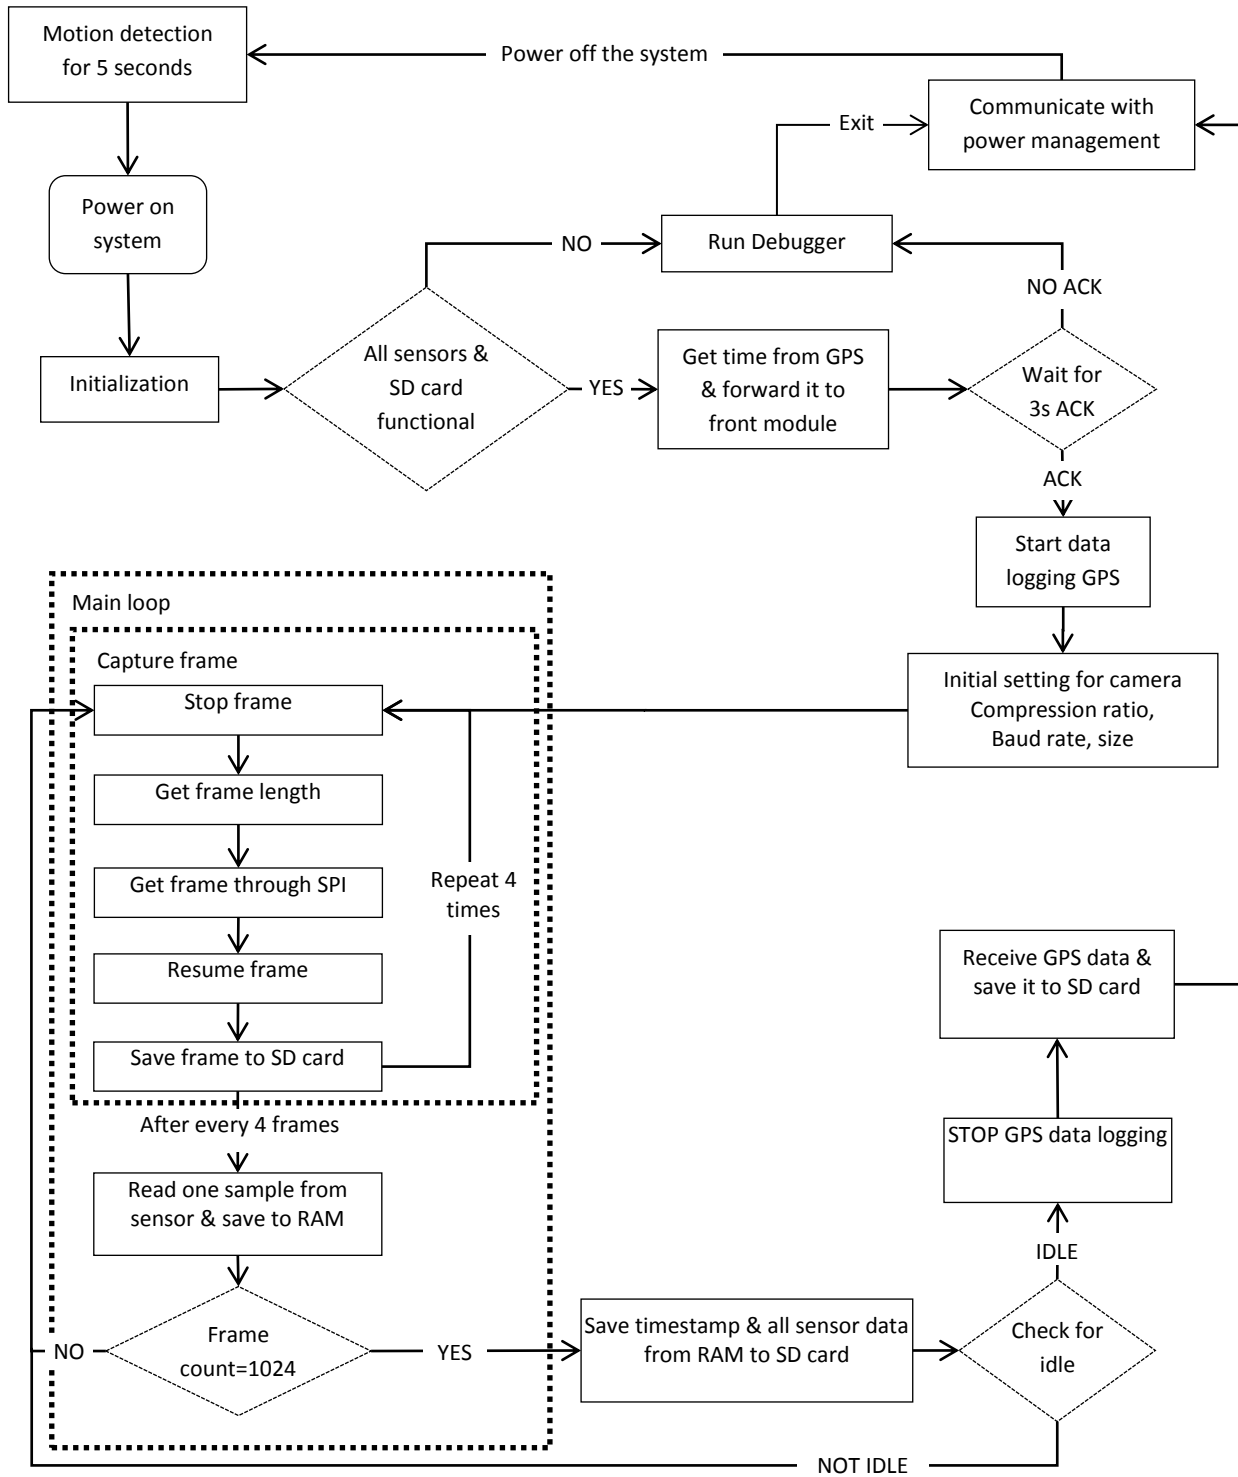 Motion detection
for 5 seconds
Power off the system
Communicate with
power management
Exit
Power on
system
NO
Run Debugger
NO ACK
Initialization
All sensors &
SD card
functional
YES
Get time from GPS
& forward it to
front module
Wait for
3s ACK
ACK
Start data
logging GPS
Initial setting for camera
Compression ratio,
Baud rate, size
Main loop
Capture frame
Stop frame
Get frame length
Get frame through SPI
Resume frame
Save frame to SD card
Repeat 4
times
After every 4 frames
Read one sample from
sensor & save to RAM
Frame
count=1024
NO
YES
Save timestamp & all sensor data
from RAM to SD card
Check for
idle
IDLE
STOP GPS data logging
Receive GPS data &
save it to SD card
NOT IDLE